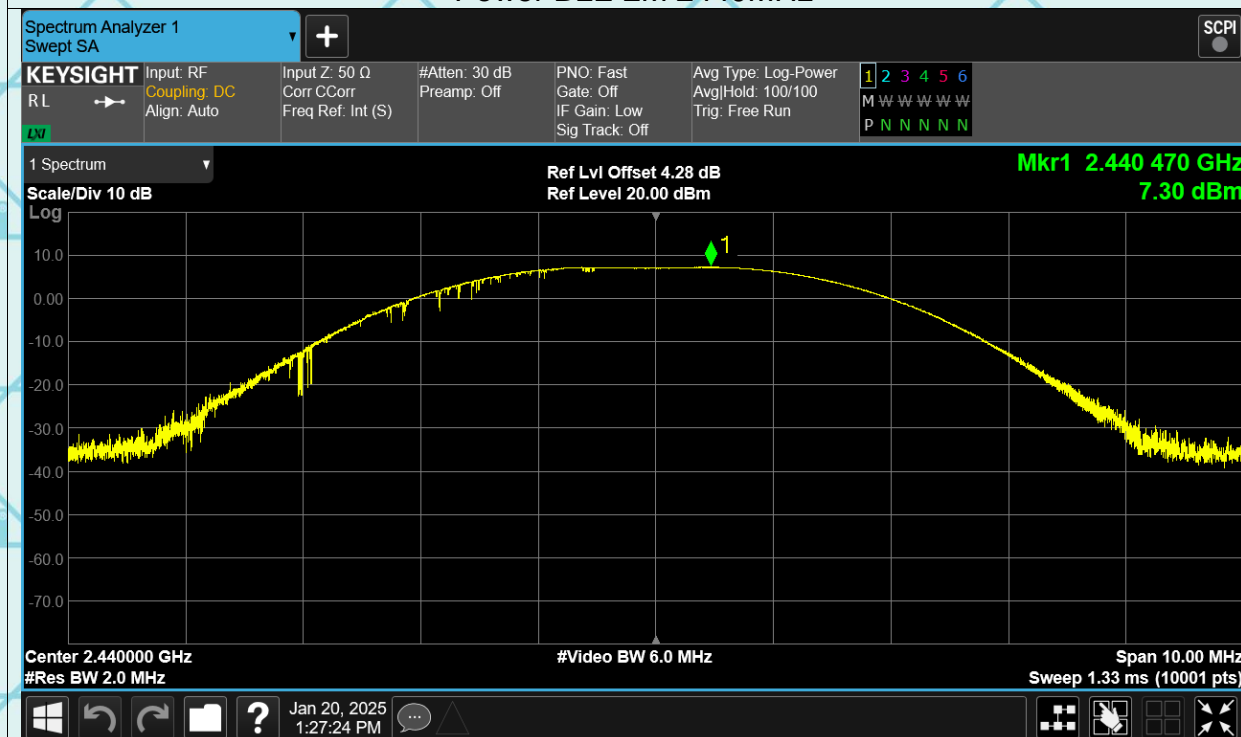 Spectrum Analyzer 1
Swept SA
+
SCPI
KEYSIGHT
RL
LXI
Input: RF
Coupling: DC
Align: Auto
Input Z: 50 Ω
Corr CCorr
Freq Ref: Int (S)
#Atten: 30 dB
Preamp: Off
PNO: Fast
Gate: Off
IF Gain: Low
Sig Track: Off
Avg Type: Log-Power
Avg|Hold: 100/100
Trig: Free Run
1 2 3 4 5 6
M W W W W W
P N N N N N
1 Spectrum
Ref Lvl Offset 4.28 dB
Mkr1 2.440 470 GHz
Scale/Div 10 dB
Ref Level 20.00 dBm
7.30 dBm
Log
1
10.0
0.00
-10.0
-20.0
-30.0
-40.0
-50.0
-60.0
-70.0
Center 2.440000 GHz
#Video BW 6.0 MHz
Span 10.00 MHz
#Res BW 2.0 MHz
Sweep 1.33 ms (10001 pts)
?
Jan 20, 2025
1:27:24 PM